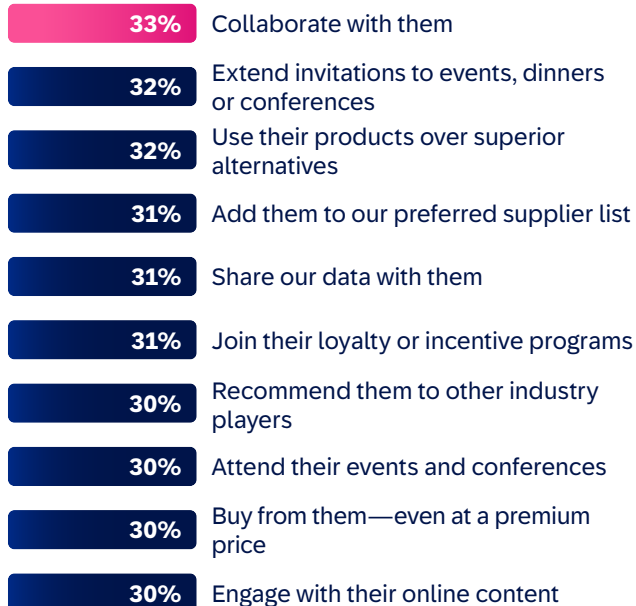 33% Collaborate with them
32% Extend invitations to events, dinners
or conferences
32% Use their products over superior
alternatives
31% Add them to our preferred supplier list
31% Share our data with them
31% Join their loyalty or incentive programs
30% Recommend them to other industry
players
30% Attend their events and conferences
30% Buy from them—even at a premium
price
30% Engage with their online content